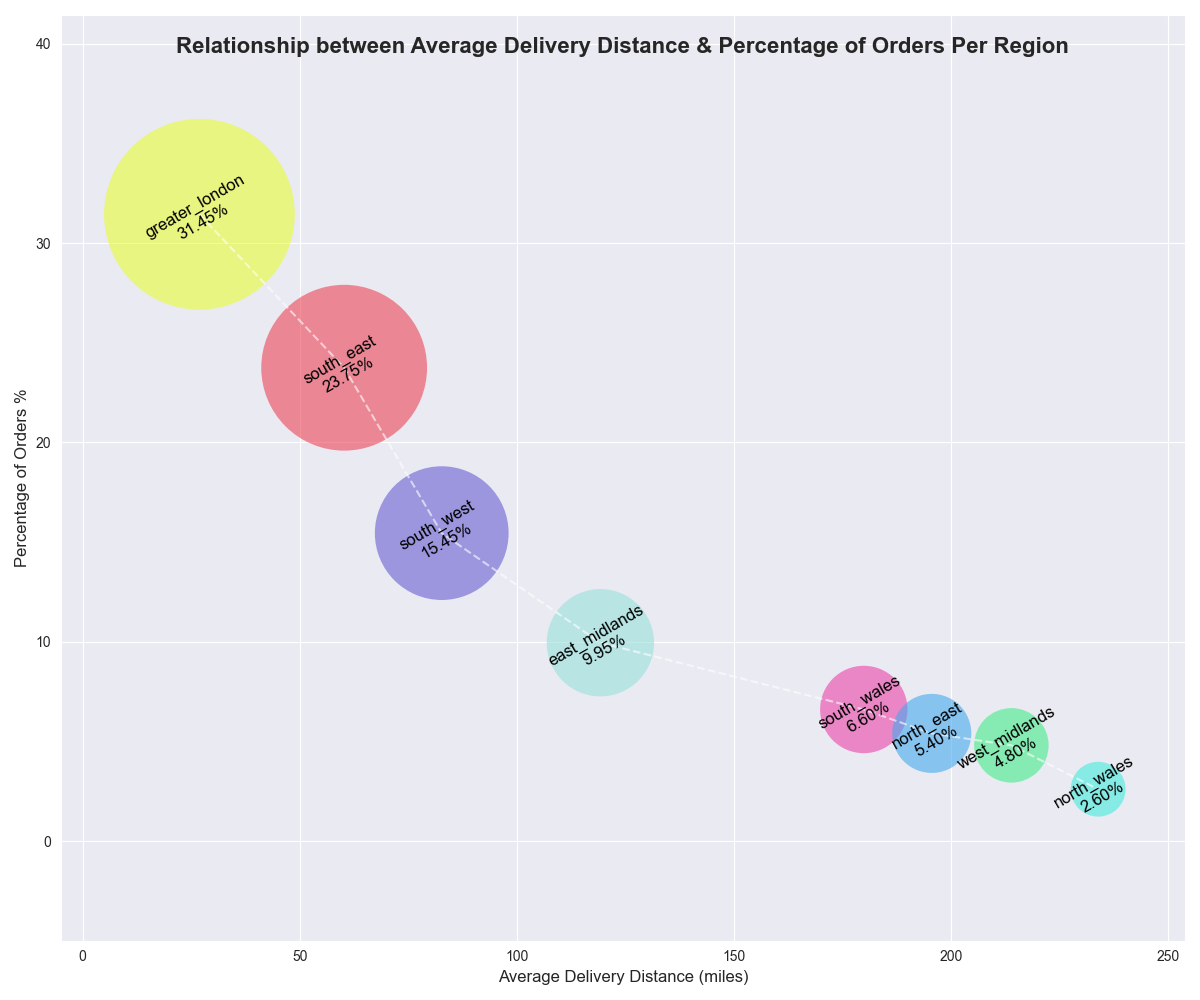 Relationship between Average Delivery Distance & Percentage of Orders Per Region
40
30
20
10
0
Percentage of Orders %
greater_london
31.45%
south_east
23.75%
south_west
15.45%
east_midlands
9.95%
south_wales
6.60%
north_east
5.40%
west_midlands
4.80%
north_wales
2.60%
0 50 100 150 200 250
Average Delivery Distance (miles)